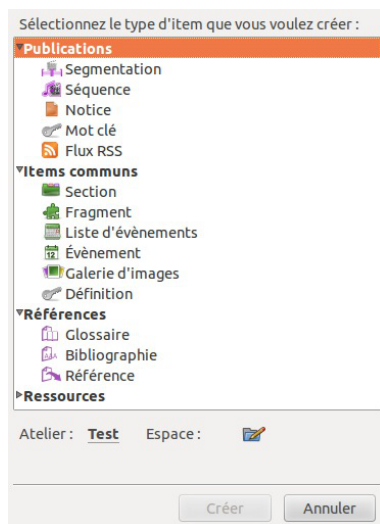 Sélectionnez le type d'item que vous voulez créer :
Publications
Segmentation
Séquence
Notice
Mot clé
Flux RSS
Items communs
Section
Fragment
Liste d'évènements
Évènement
Galerie d'images
Définition
Références
Glossaire
Bibliographie
Référence
Ressources
Atelier : Test Espace :
Créer Annuler